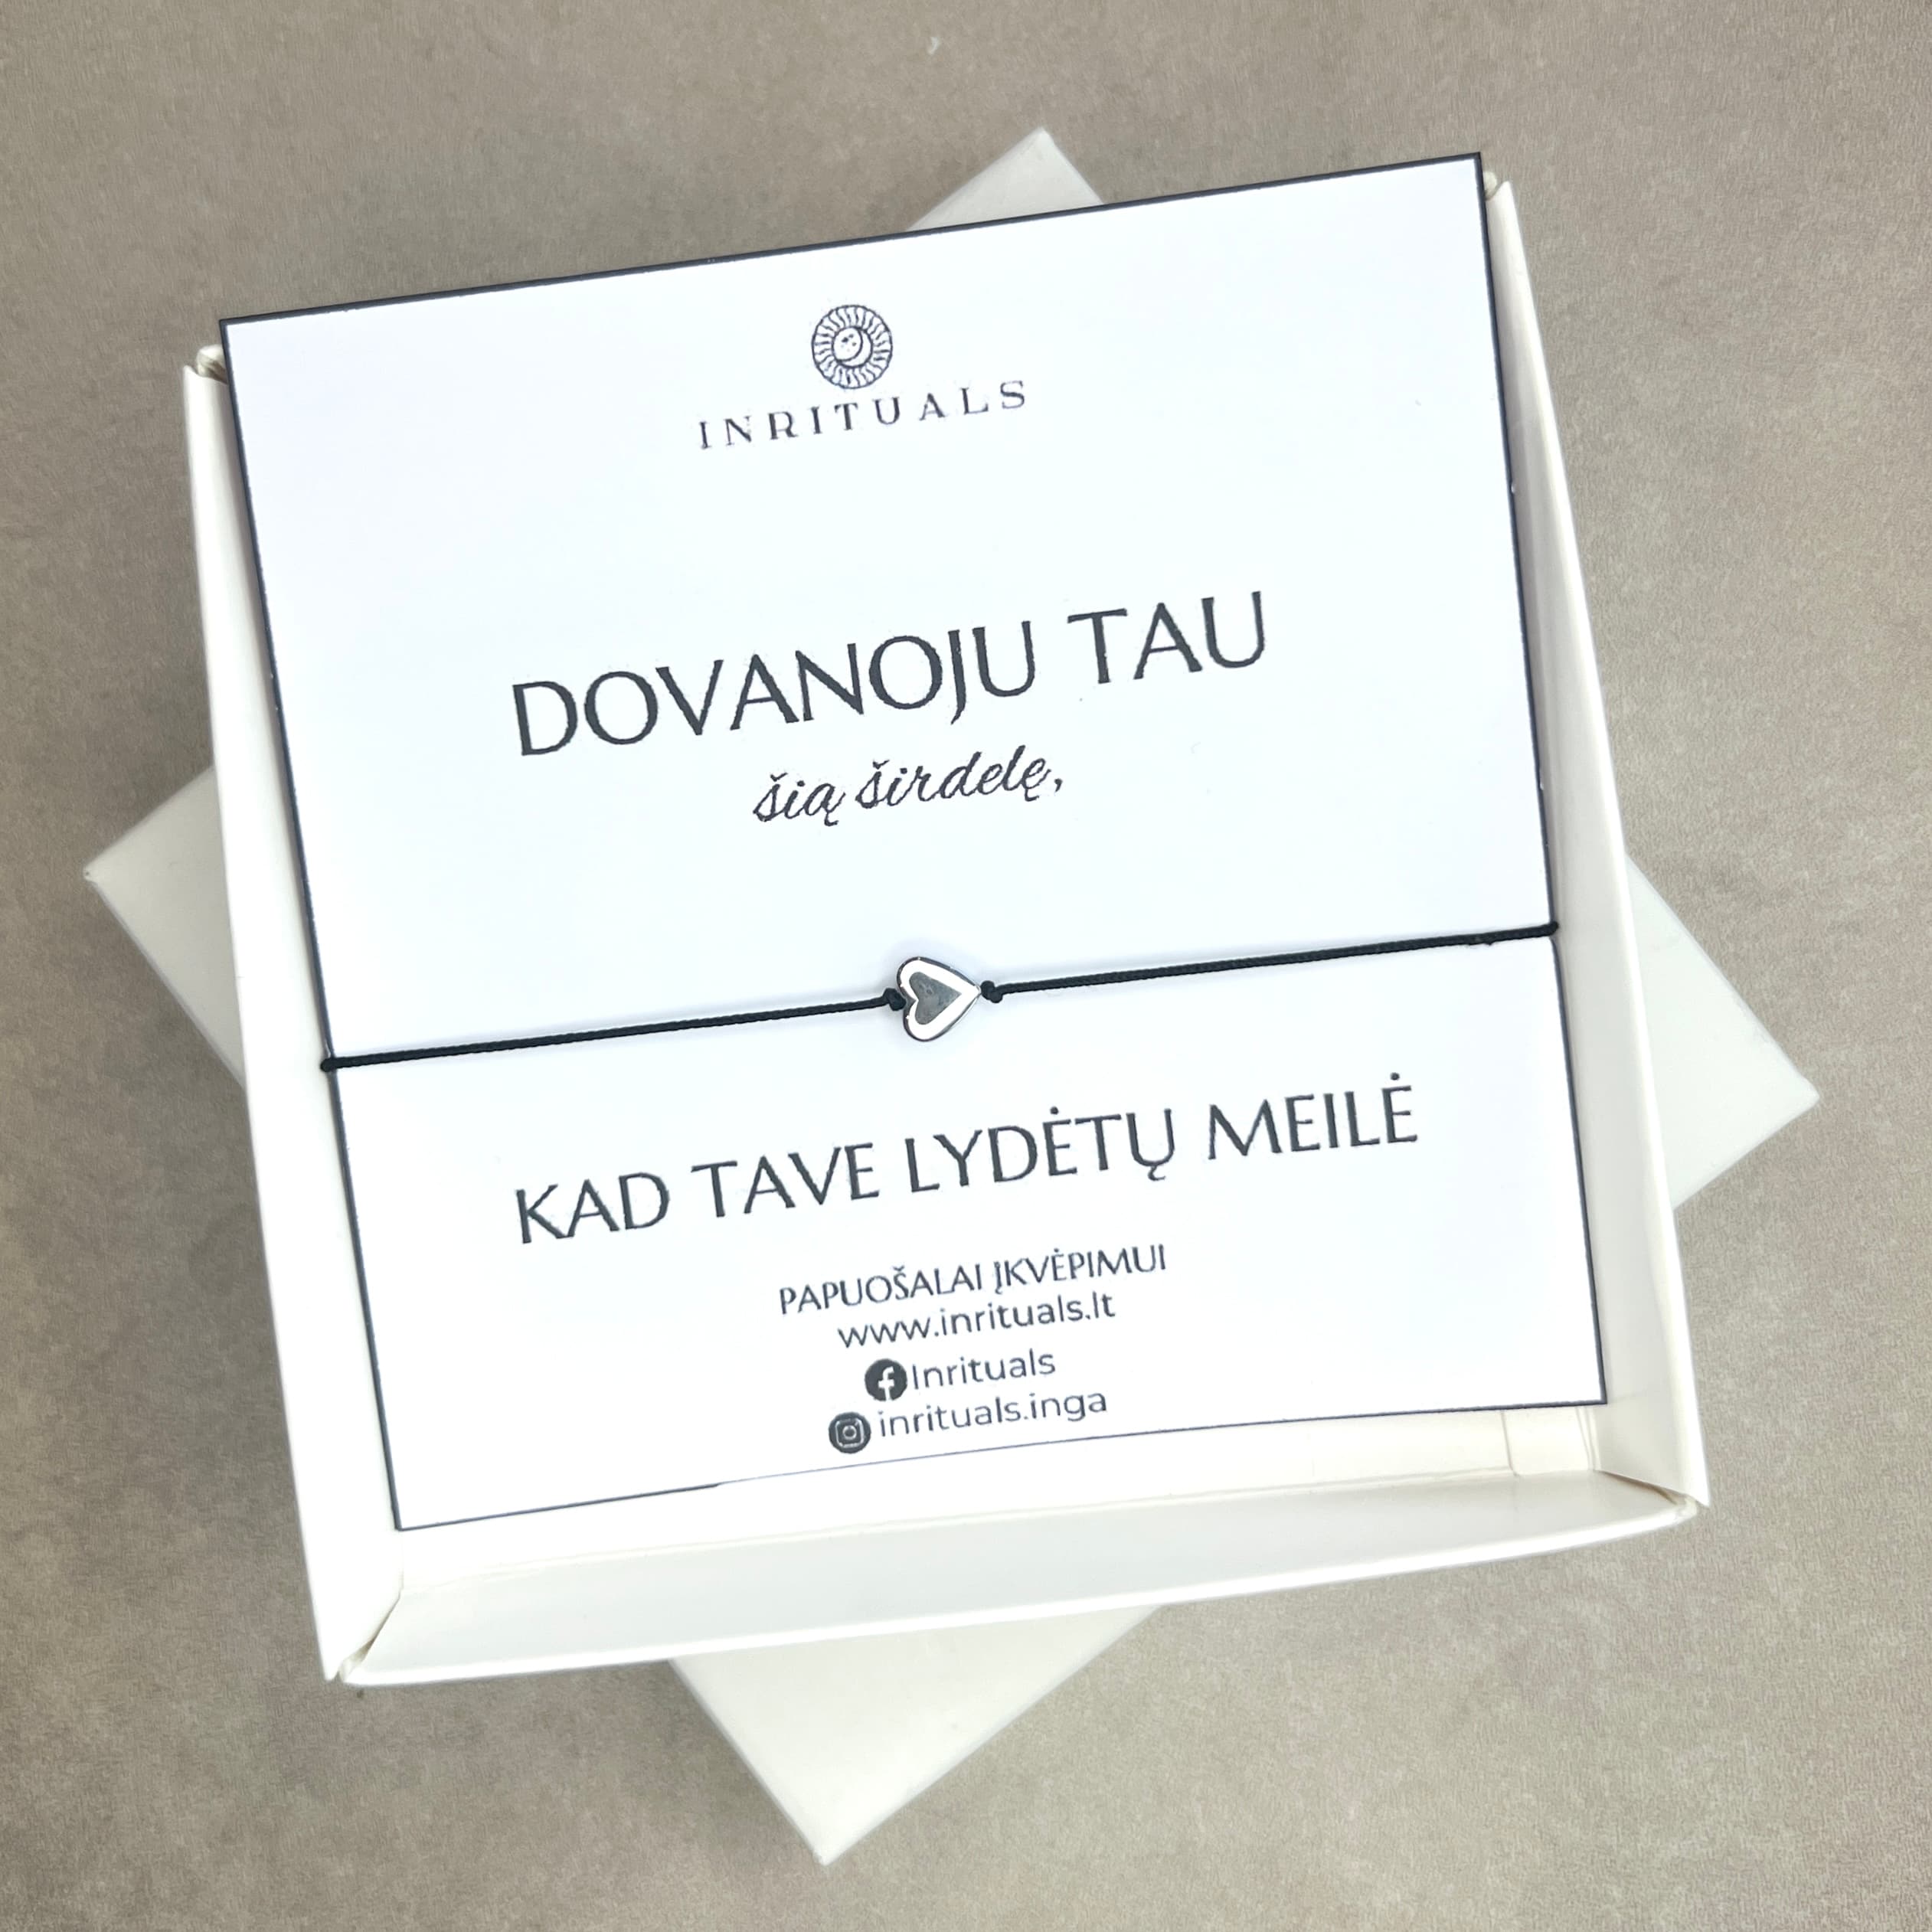 INRITUALS
DOVANOJU TAU
šią širdelę,
KAD TAVE LYDĖTŲ MEILĖ
PAPUOŠALAI ĮKVĖPIMUI
www.inrituals.lt
Inrituals
inrituals.inga